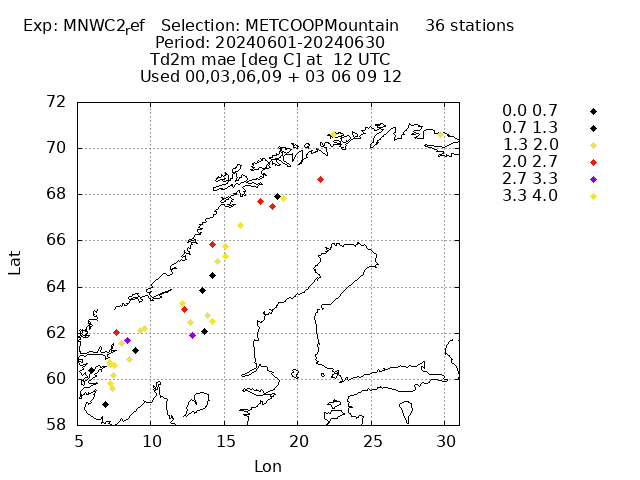 Exp: MNWC2ref   Selection: METCOOPMountain     36 stations
Period: 20240601-20240630
Td2m mae [deg C] at  12 UTC
Used 00,03,06,09 + 03 06 09 12
0.0 0.7
0.7 1.3
1.3 2.0
2.0 2.7
2.7 3.3
3.3 4.0
72
70
68
66
64
62
60
58
Lat
5 10 15 20 25 30
Lon